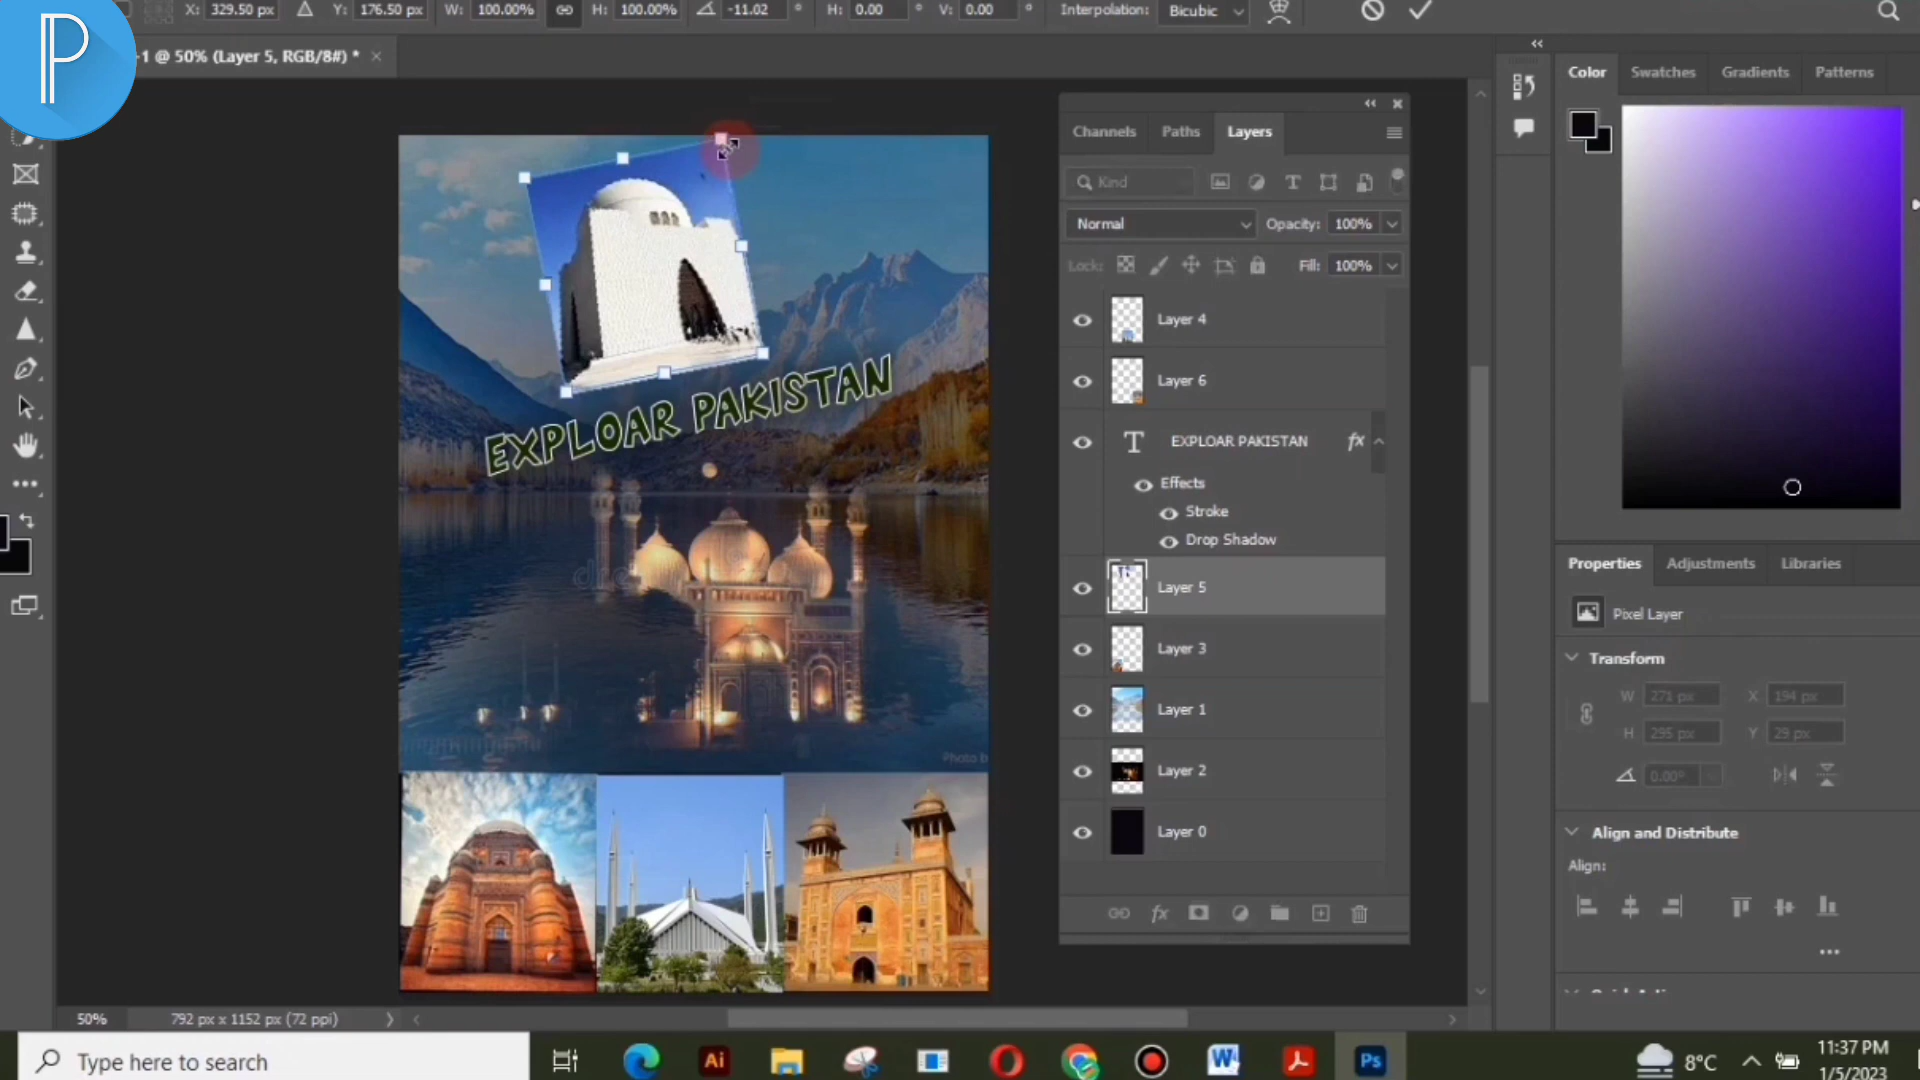 X: 329.50 px Y: 176.50 px W: 100.00% H: 100.00% -11.02 ° H: 0.00 ° V: 0.00 ° Interpolation: Bicubic
P
-1 @ 50% (Layer 5, RGB/8#) * ×
Color Swatches Gradients Patterns
Channels Paths Layers
Kind
Normal Opacity: 100%
Lock: Fill: 100%
Layer 4
Layer 6
T EXPLOAR PAKISTAN fx
Effects
Stroke
Drop Shadow
Layer 5
Layer 3
Layer 1
Layer 2
Layer 0
EXPLOAR PAKISTAN
Photo b
Properties Adjustments Libraries
Pixel Layer
Transform
W 271 px X 194 px
H 295 px Y 29 px
0.00°
Align and Distribute
Align:
50% 792 px x 1152 px (72 ppi)
Type here to search
Ai
W
Ps
8°C
11:37 PM
1/5/2023